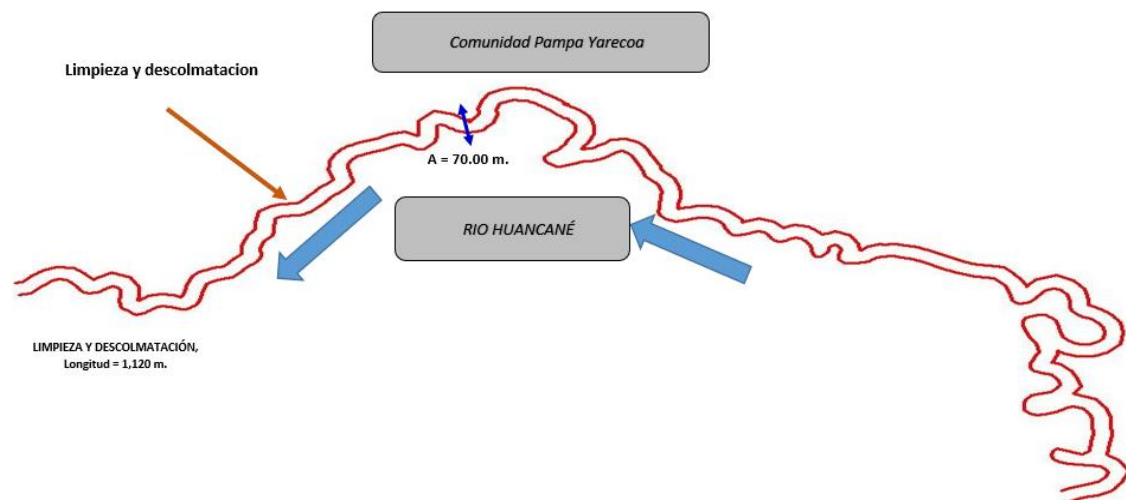 Comunidad Pampa Yarecoa
Limpieza y descolmatacion
A = 70.00 m.
RIO HUANCANÉ
LIMPIEZA Y DESCOLMATACIÓN,
Longitud = 1,120 m.